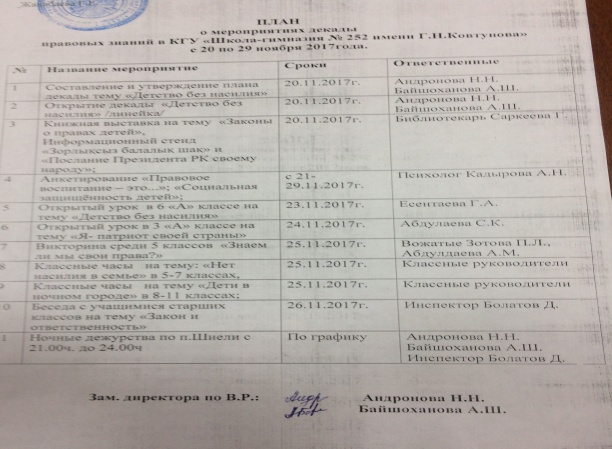 ПЛАН
о мероприятиях декады
правовых знаний в КГУ «Школа-гимназия № 252 имени Г.Н.Ковтунова»
с 20 по 29 ноября 2017года.
№ Название мероприятие Сроки Ответственные
1 Составление и утверждение плана 20.11.2017г. Андронова Н.Н.
декады тему «Детство без насилия» Байшоханова А.Ш.
2 Открытие декады «Детство без 20.11.2017г. Андронова Н.Н.
насилия» /линейка/ Байшоханова А.Ш.
3 Книжная выставка на тему «Законы 20.11.2017г. Библиотекарь Саркеева Г.
о правах детей»,
Информационный стенд
«Зорлыксыз балалық шақ» и
«Послание Президента РК своему
народу»;
4 Анкетирование «Правовое с 21- Психолог Кадырова А.Н.
воспитание – это...»; «Социальная 29.11.2017г.
защищённость детей»;
5 Открытый урок в 6 «А» классе на 23.11.2017г. Есентаева Г.А.
тему «Детство без насилия»
6 Открытый урок в 3 «А» классе на 24.11.2017г. Абдулаева С.К.
тему «Я- патриот своей страны»
7 Викторина среди 5 классов «Знаем 25.11.2017г. Вожатые Зотова П.Л.,
ли мы свои права?» Абдуллаева А.М.
8 Классные часы на тему: «Нет 25.11.2017г. Классные руководители
насилия в семье» в 5-7 классах,
9 Классные часы на тему «Дети в 25.11.2017г. Классные руководители
ночном городе» в 8-11 классах;
0 Беседа с учащимися старших 26.11.2017г. Инспектор Болатов Д.
классов на тему «Закон и
ответственность»
1 Ночные дежурства по п.Шиели с По графику Андронова Н.Н.
21.00ч. до 24.00ч Байшоханова А.Ш.
Инспектор Болатов Д.
Зам. директора по В.Р.: Андронова Н.Н.
Байшоханова А.Ш.